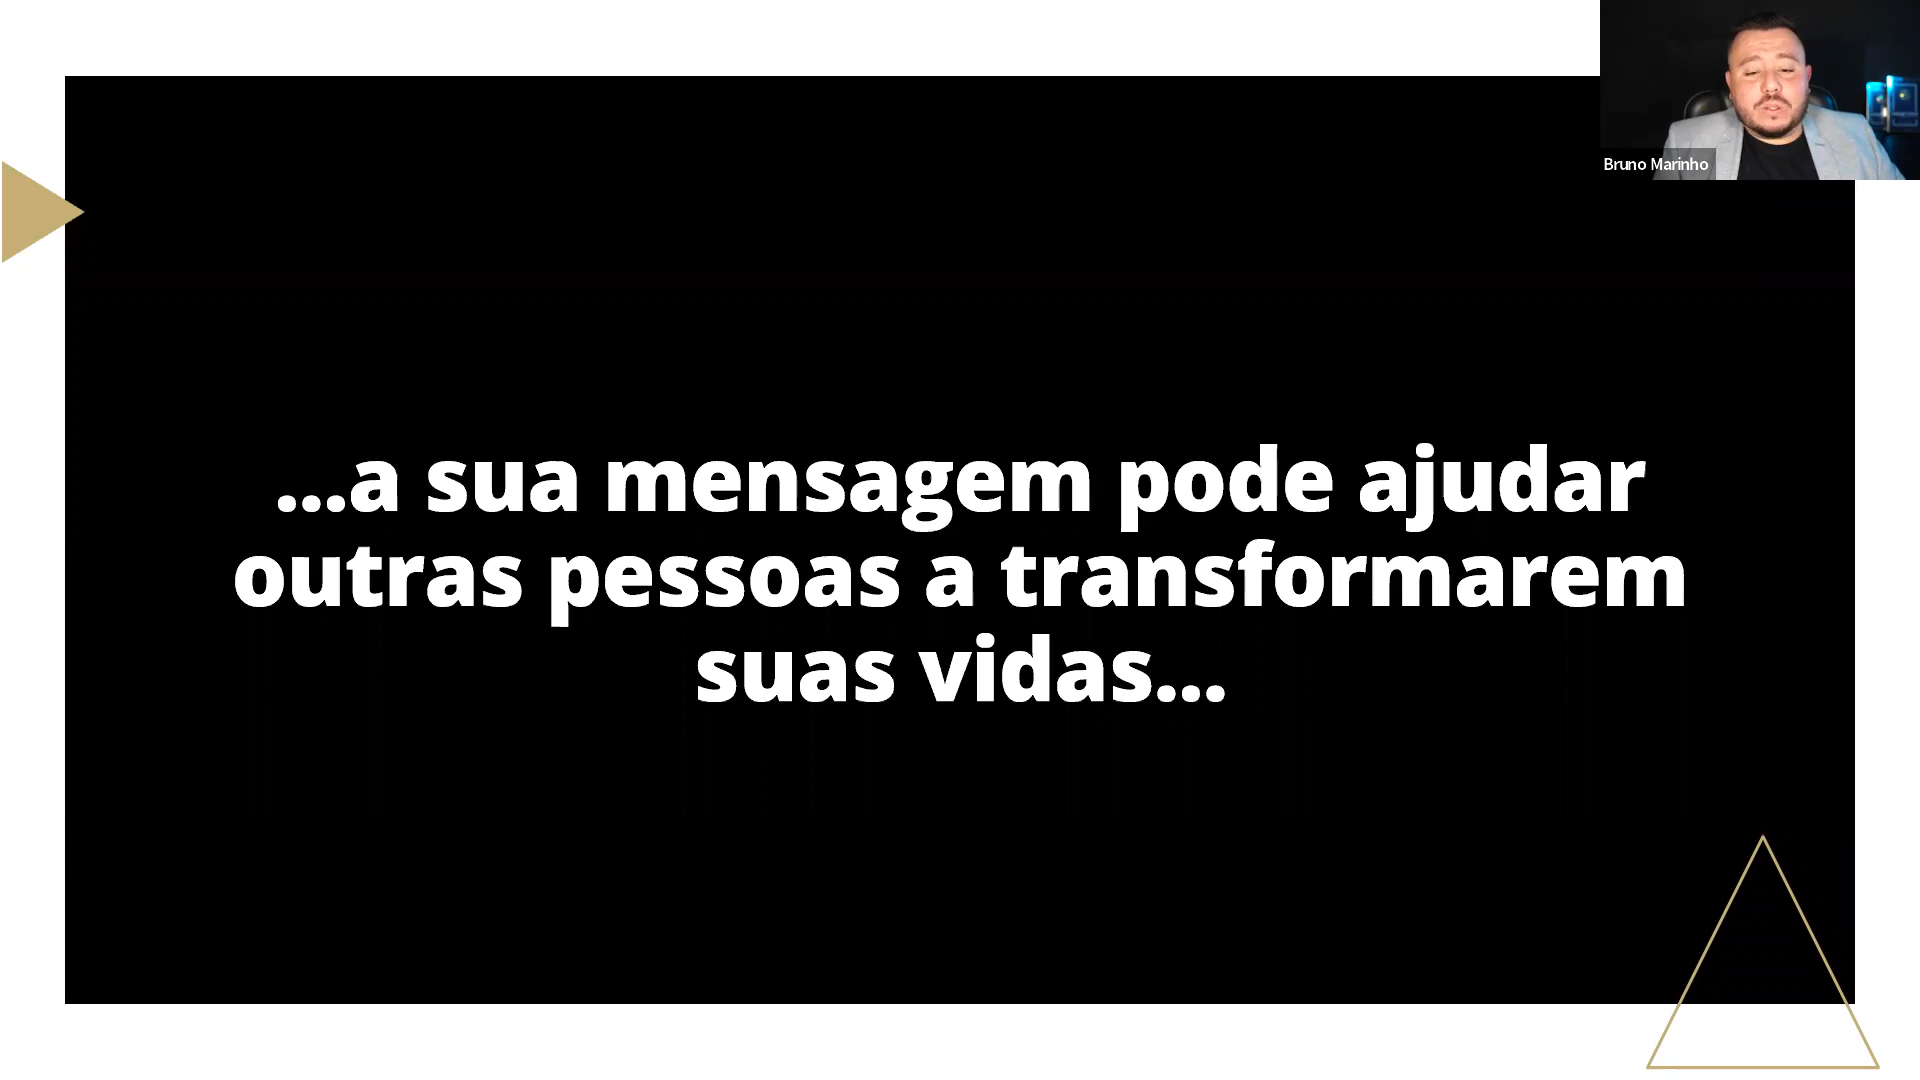 Bruno Marinho
...a sua mensagem pode ajudar
outras pessoas a transformarem
suas vidas...